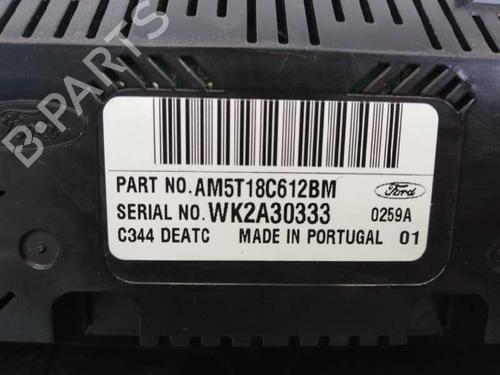 B-PARTS
PART NO. AM5T18C612BM
Ford
SERIAL NO. WK2A30333 0259A
C344 DEATC MADE IN PORTUGAL 01